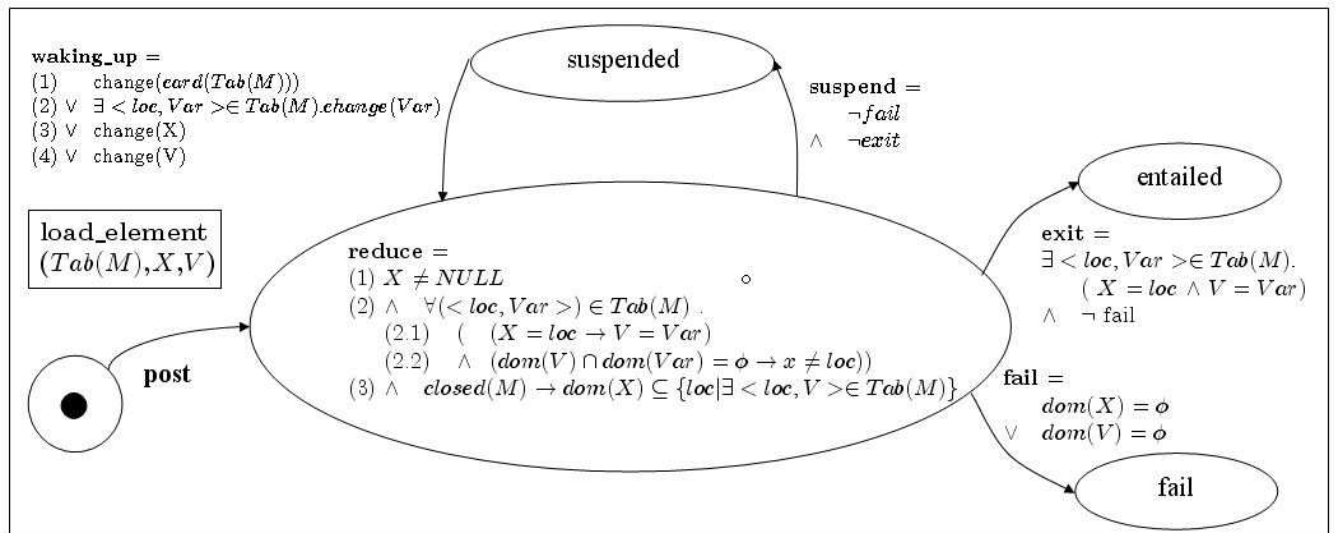 waking_up =
(1) change(card(Tab(M)))
(2) ∨ ∃ < loc, Var >∈ Tab(M).change(Var)
(3) ∨ change(X)
(4) ∨ change(V)
suspended
suspend =
¬fail
∧ ¬exit
entailed
exit =
∃ < loc, Var >∈ Tab(M).
( X = loc ∧ V = Var)
∧ ¬ fail
load_element
(Tab(M),X,V)
post
reduce =
(1) X ≠ NULL
(2) ∧ ∀(< loc, Var >) ∈ Tab(M) .
(2.1) ( (X = loc → V = Var)
(2.2) ∧ (dom(V) ∩ dom(Var) = ϕ → x ≠ loc))
(3) ∧ closed(M) → dom(X) ⊆ {loc|∃ < loc, V >∈ Tab(M)}
fail =
dom(X) = ϕ
∨ dom(V) = ϕ
fail